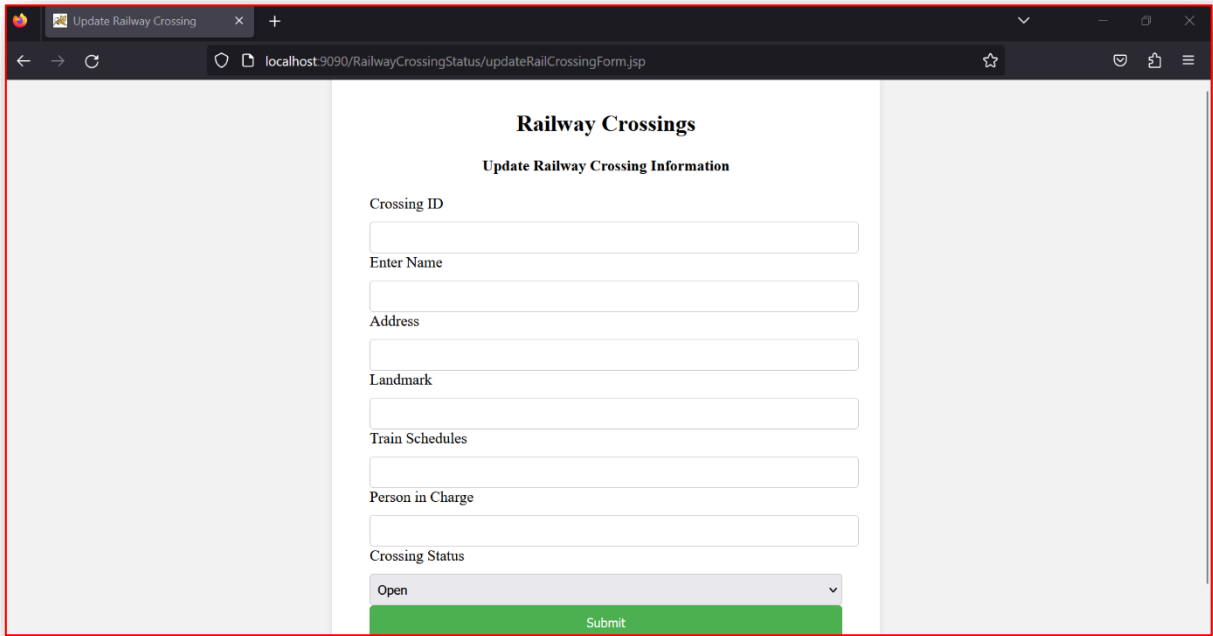 Update Railway Crossing
localhost:9090/RailwayCrossingStatus/updateRailCrossingForm.jsp
Railway Crossings
Update Railway Crossing Information
Crossing ID
Enter Name
Address
Landmark
Train Schedules
Person in Charge
Crossing Status
Open
Submit